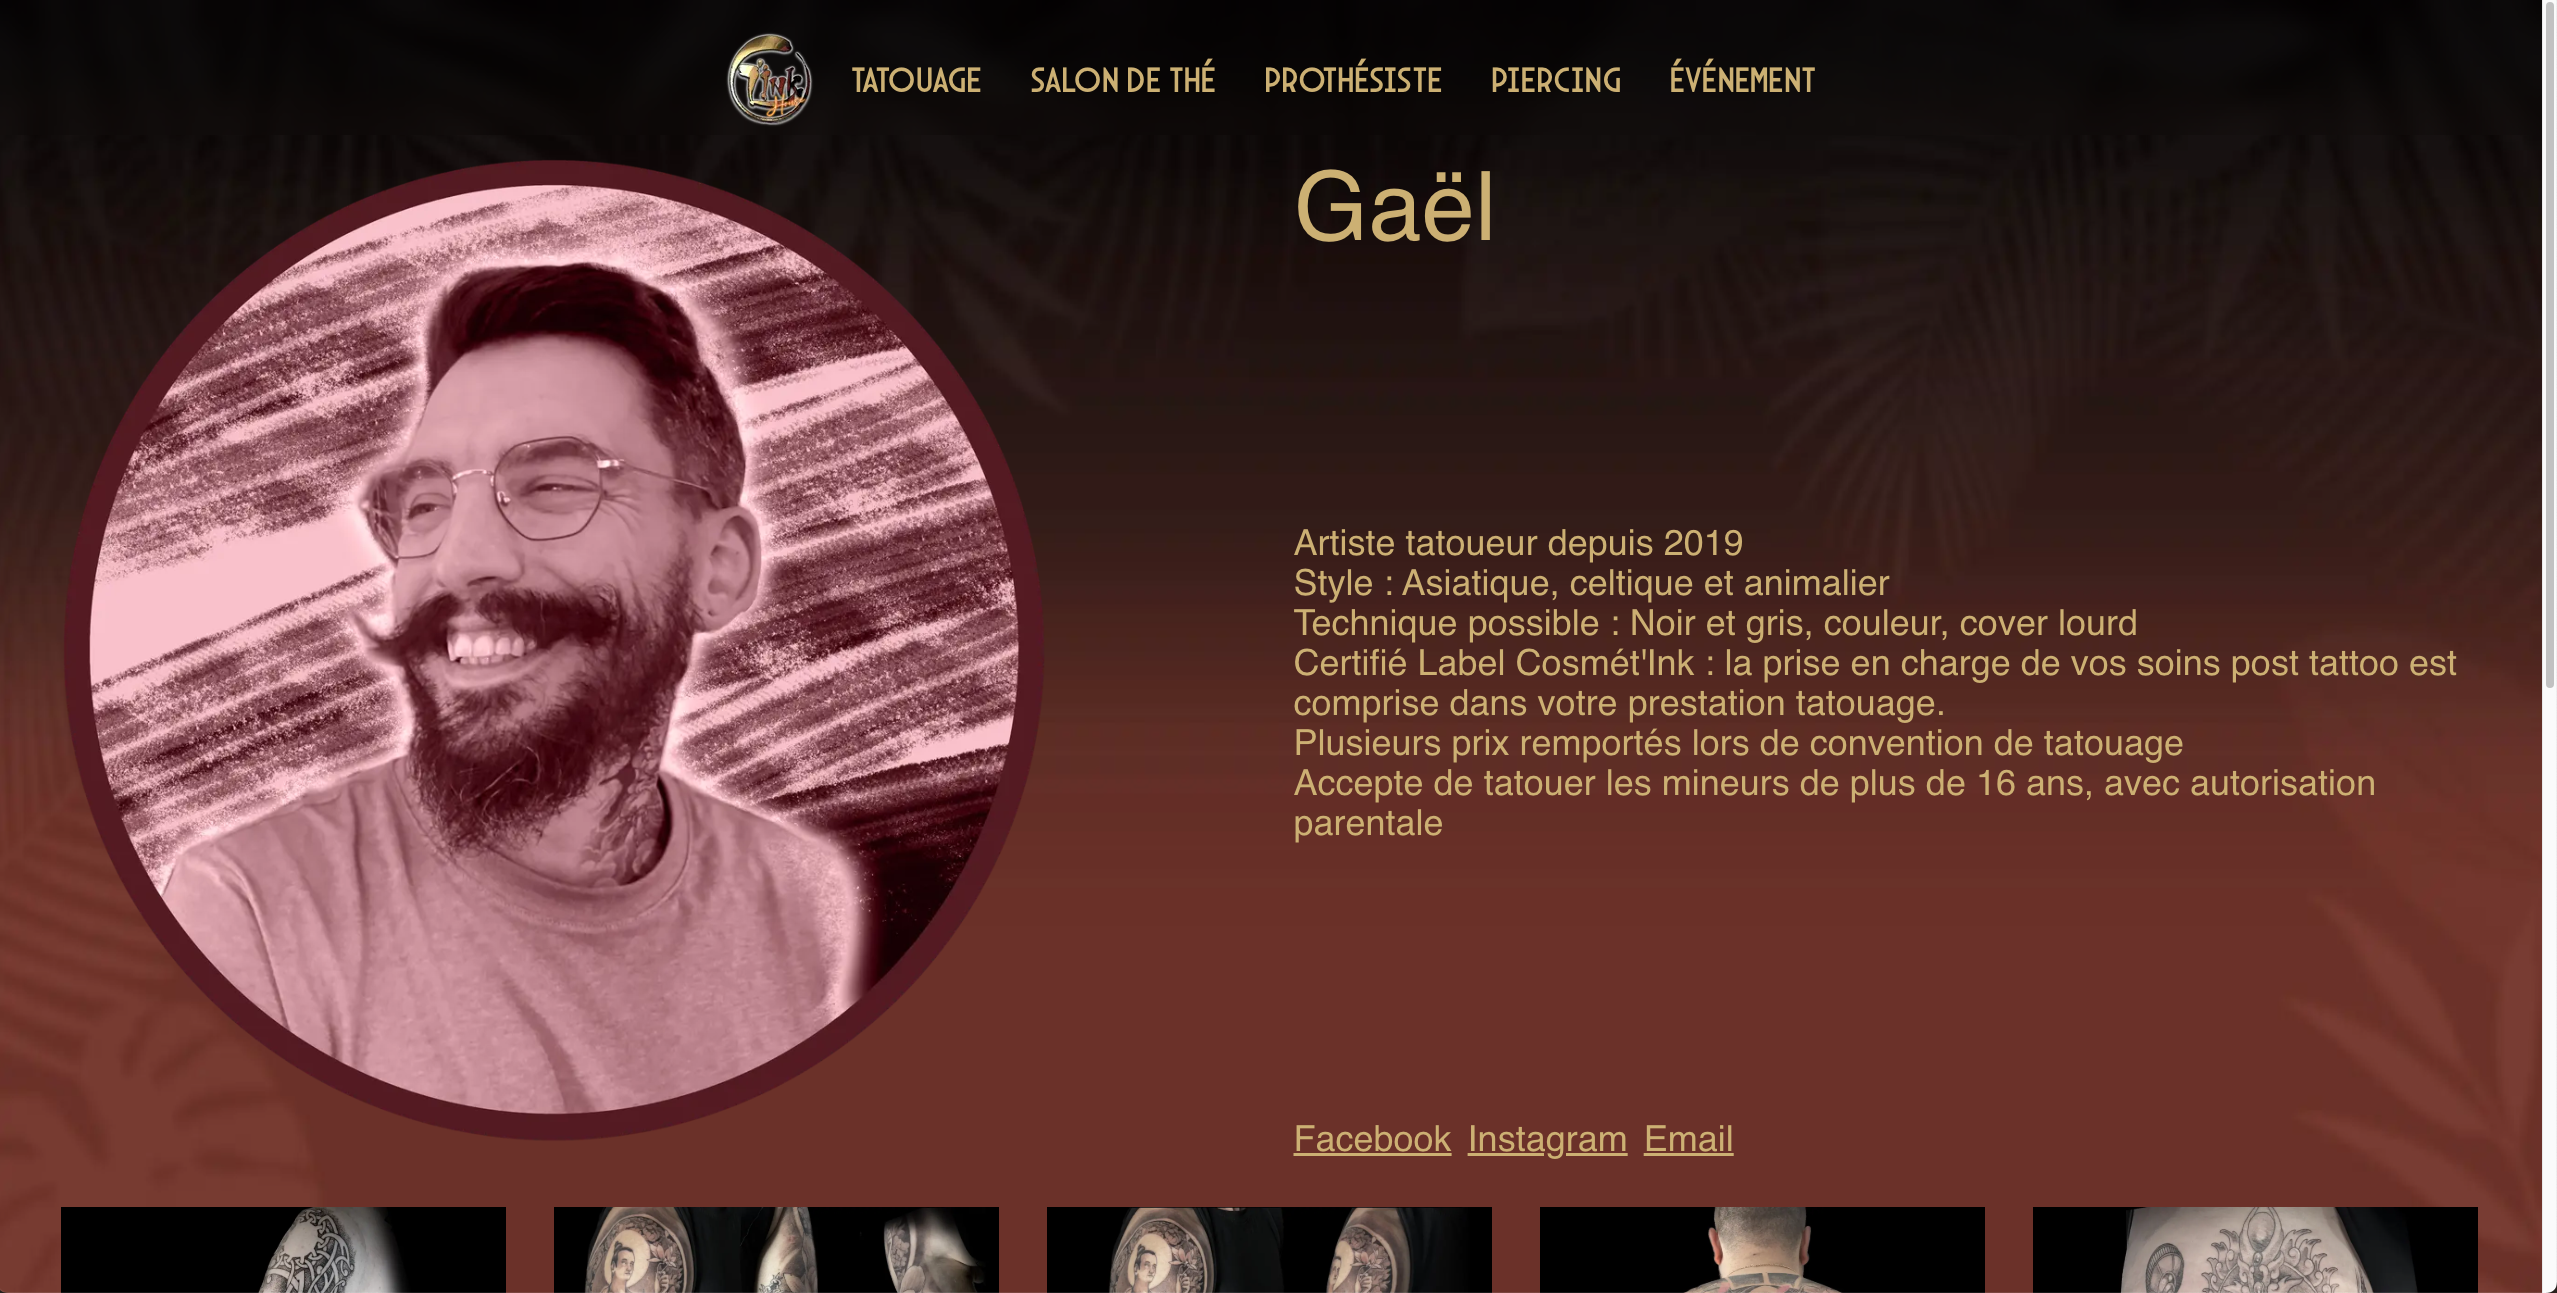 Ink
House
TATOUAGE SALON DE THÉ PROTHÉSISTE PIERCING ÉVÉNEMENT
Gaël
Artiste tatoueur depuis 2019
Style : Asiatique, celtique et animalier
Technique possible : Noir et gris, couleur, cover lourd
Certifié Label Cosmét'Ink : la prise en charge de vos soins post tattoo est
comprise dans votre prestation tatouage.
Plusieurs prix remportés lors de convention de tatouage
Accepte de tatouer les mineurs de plus de 16 ans, avec autorisation
parentale
Facebook Instagram Email